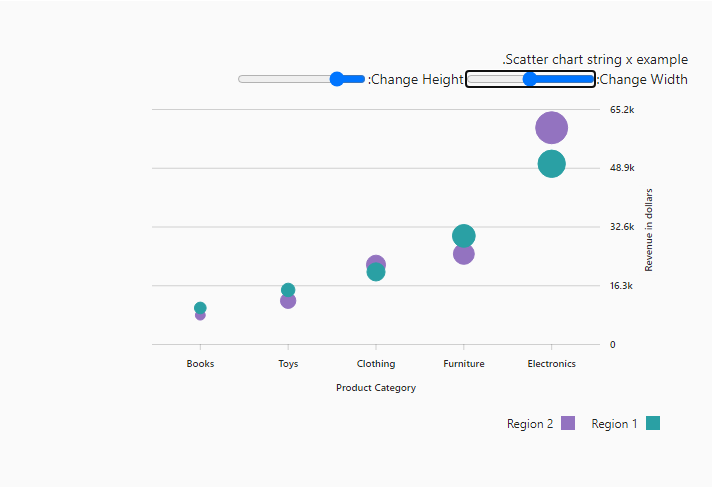 .Scatter chart string x example
:Change Height :Change Width
65.2k
48.9k
32.6k
16.3k
0
Revenue in dollars
Books Toys Clothing Furniture Electronics
Product Category
Region 2 Region 1